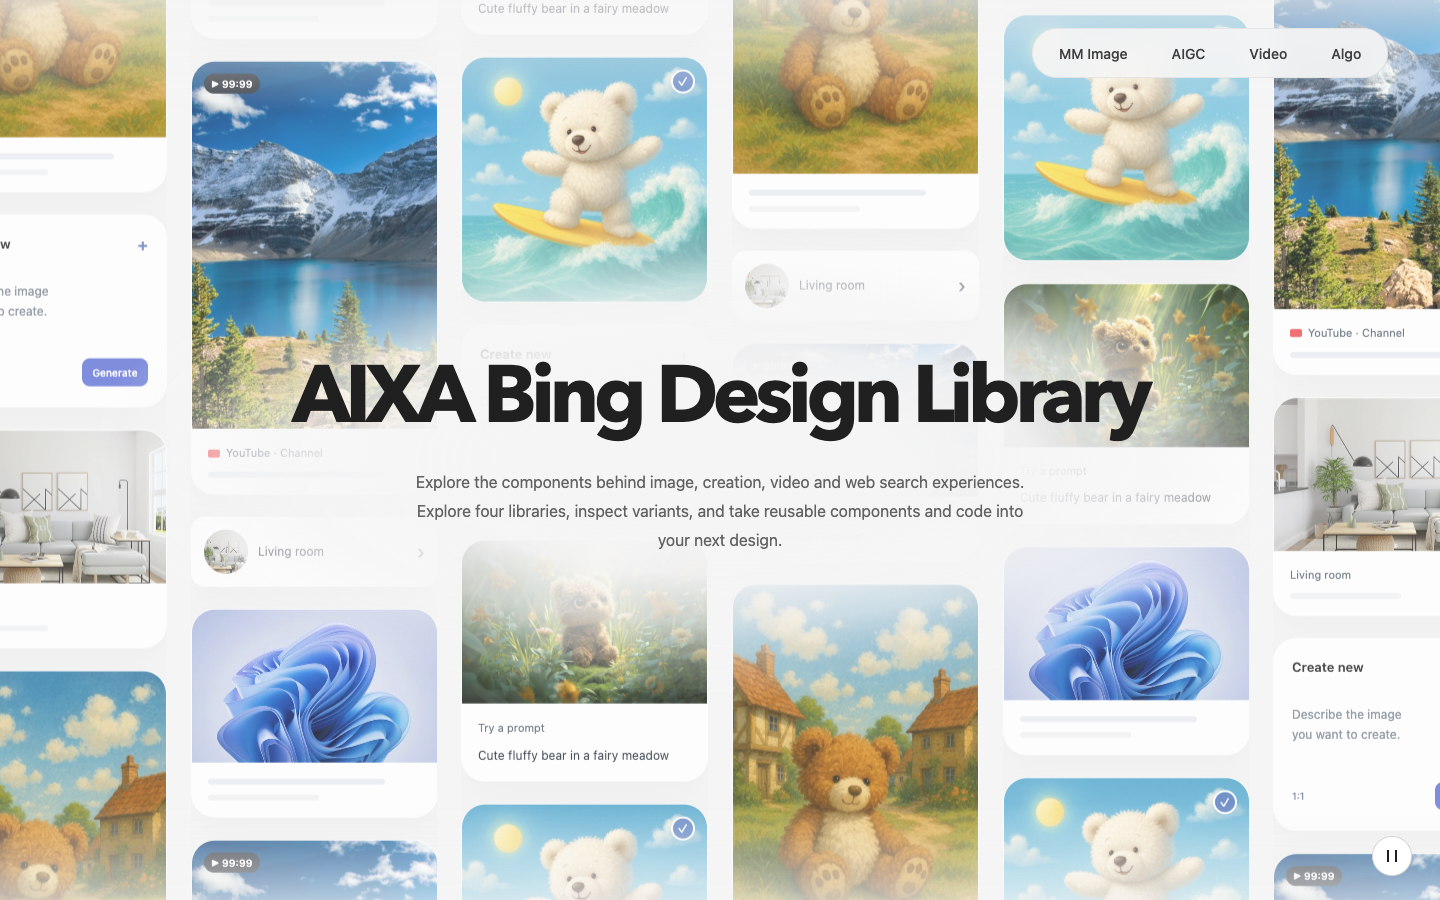 MM Image
AIGC
Video
Algo
Cute fluffy bear in a fairy meadow
99:99
ew
he image
o create.
Generate
Living room
Create new
AIXA Bing Design Library
YouTube · Channel
Explore the components behind image, creation, video and web search experiences.
Explore four libraries, inspect variants, and take reusable components and code into
your next design.
Living room
Try a prompt
Cute fluffy bear in a fairy meadow
99:99
a prompt
Cute fluffy bear in a fairy meadow
YouTube · Channel
Living room
Create new
Describe the image
you want to create.
1:1
99:99